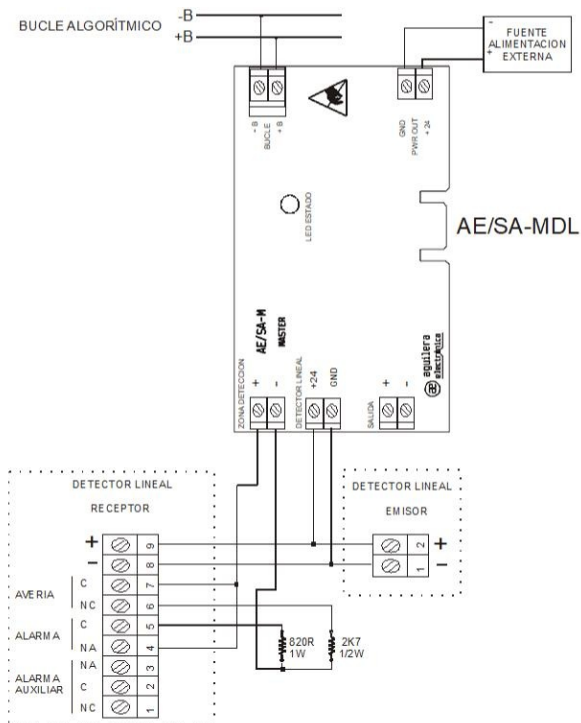 BUCLE ALGORÍTMICO
-B
+B
-
+
FUENTE
ALIMENTACION
EXTERNA
- B
+ B
BUCLE
GND
+ 24
PWR OUT
LED ESTADO
AE/SA-MDL
AE/SA-M
MASTER
aguilera
electrónica
ae
ZONA DETECCION
+
-
DETECTOR LINEAL
+24
GND
SALIDA
+
-
DETECTOR LINEAL
RECEPTOR
DETECTOR LINEAL
EMISOR
+
9
-
8
AVERIA
C
7
NC
6
ALARMA
C
5
NA
4
ALARMA
AUXILIAR
NA
3
C
2
NC
1
2
+
1
-
820R
1W
2K7
1/2W